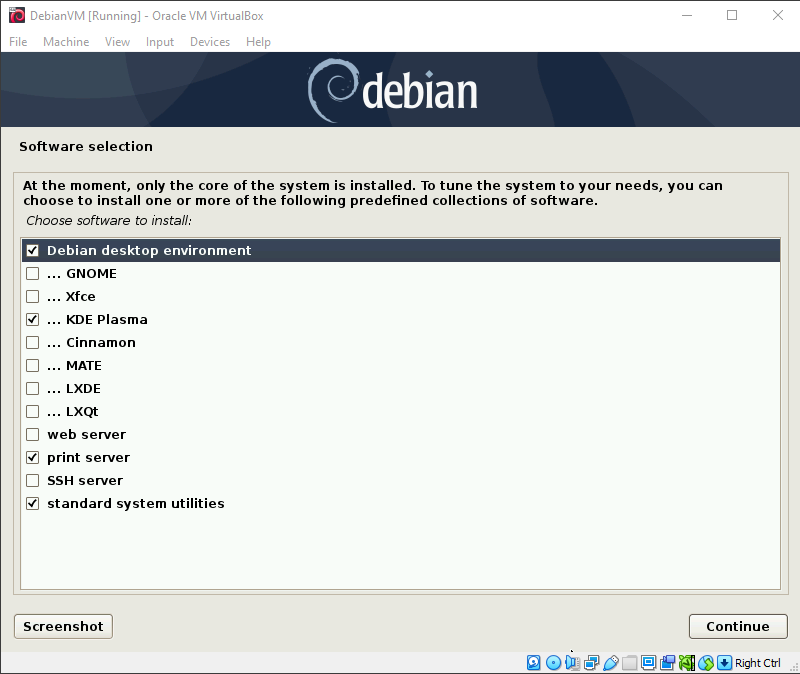 DebianVM [Running] - Oracle VM VirtualBox
File Machine View Input Devices Help
debian
Software selection
At the moment, only the core of the system is installed. To tune the system to your needs, you can
choose to install one or more of the following predefined collections of software.
Choose software to install:
Debian desktop environment
... GNOME
... Xfce
... KDE Plasma
... Cinnamon
... MATE
... LXDE
... LXQt
web server
print server
SSH server
standard system utilities
Screenshot
Continue
Right Ctrl